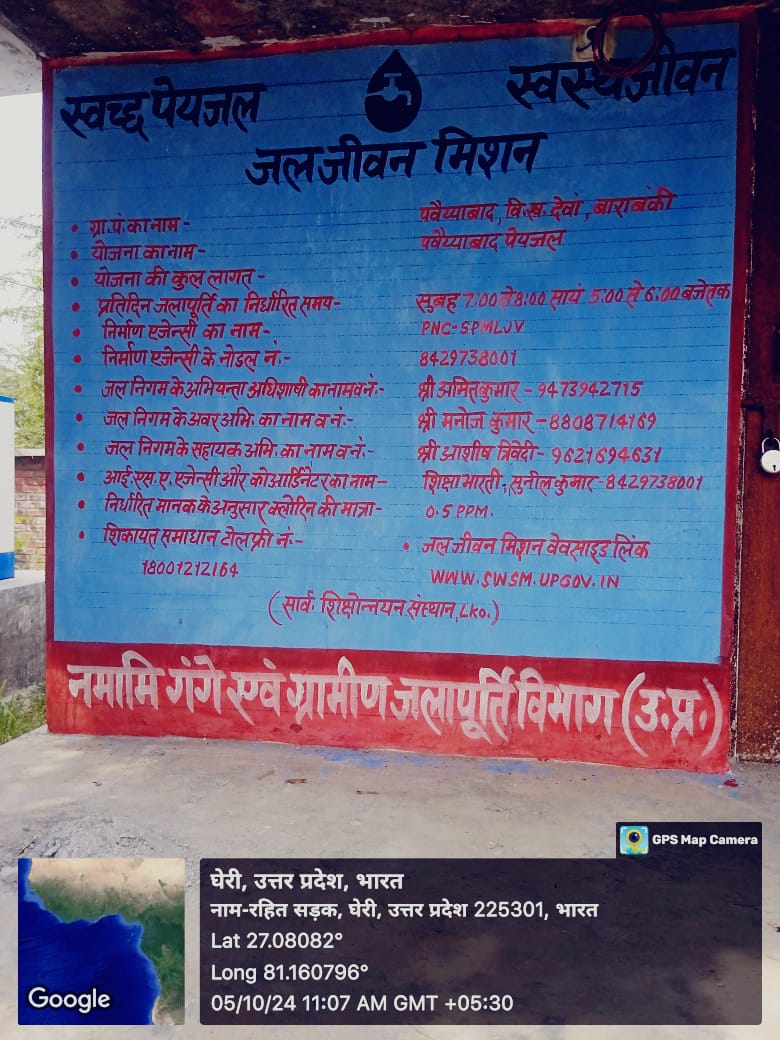 स्वच्छ पेयजल स्वस्थ जीवन
जल जीवन मिशन
• ग्रा.पं. का नाम - पवैय्याबाद, वि.ख. देवां, बाराबंकी
• योजना का नाम - पवैय्याबाद पेयजल
• योजना की कुल लागत -
• प्रतिदिन जलापूर्ति का निर्धारित समय- सुबह 7:00 से 8:00 सायं 5:00 से 6:00 बजे तक
• निर्माण एजेन्सी का नाम- PNC-SPMLJV
• निर्माण एजेन्सी के नोडल नं:- 8429738001
• जल निगम के अभियन्ता अधिशाषी का नाम व नं:- श्री अमित कुमार - 9473942715
• जल निगम के अवर अभि. का नाम व नं:- श्री मनोज कुमार - 8808714169
• जल निगम के सहायक अभि. का नाम व नं:- श्री आशीष त्रिवेदी - 9621694631
• आई.एस.ए. एजेन्सी और कोआर्डिनेटर का नाम- शिक्षा भारती, सुनील कुमार-8429738001
• निर्धारित मानक के अनुसार क्लोरिन की मात्रा- 0.5 PPM.
• शिकायत समाधान टोल फ्री नं:- • जल जीवन मिशन वेवसाइड लिंक
18001212164 WWW.SWSM.UPGOV.IN
(सार्व. शिक्षोन्नयन संस्थान, Lko.)
नमामि गंगे एवं ग्रामीण जलापूर्ति विभाग (उ.प्र.)
GPS Map Camera
घेरी, उत्तर प्रदेश, भारत
नाम-रहित सड़क, घेरी, उत्तर प्रदेश 225301, भारत
Lat 27.08082°
Long 81.160796°
05/10/24 11:07 AM GMT +05:30
Google